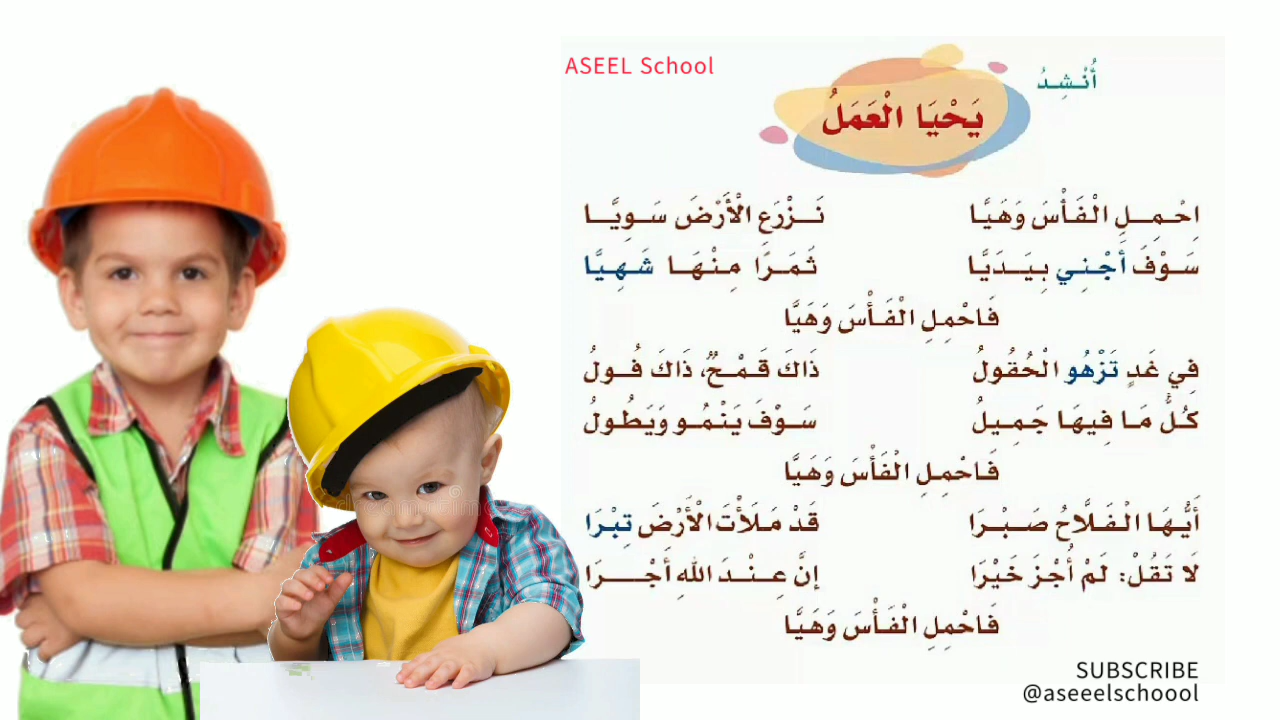 ASEEL School
أُنْشِدُ
يَحْيَا الْعَمَلُ
اِحْمِلِ الْفَأْسَ وَهَيَّا نَزْرَعِ الْأَرْضَ سَوِيَّا
سَوْفَ أَجْنِي بِيَدَيَّا ثَمَرًا مِنْهَا شَهِيَّا
فَاحْمِلِ الْفَأْسَ وَهَيَّا
فِي غَدٍ تَزْهُو الْحُقُولُ ذَاكَ قَمْحٌ، ذَاكَ فُولُ
كُلُّ مَا فِيهَا جَمِيلُ سَوْفَ يَنْمُو وَيَطُولُ
فَاحْمِلِ الْفَأْسَ وَهَيَّا
أَيُّهَا الْفَلَّاحُ صَبْرَا قَدْ مَلَأْتَ الْأَرْضَ تِبْرَا
لَا تَقُلْ: لَمْ أُجْزَ خَيْرَا إِنَّ عِنْدَ اللهِ أَجْرَا
فَاحْمِلِ الْفَأْسَ وَهَيَّا
SUBSCRIBE
@aseeelschoool